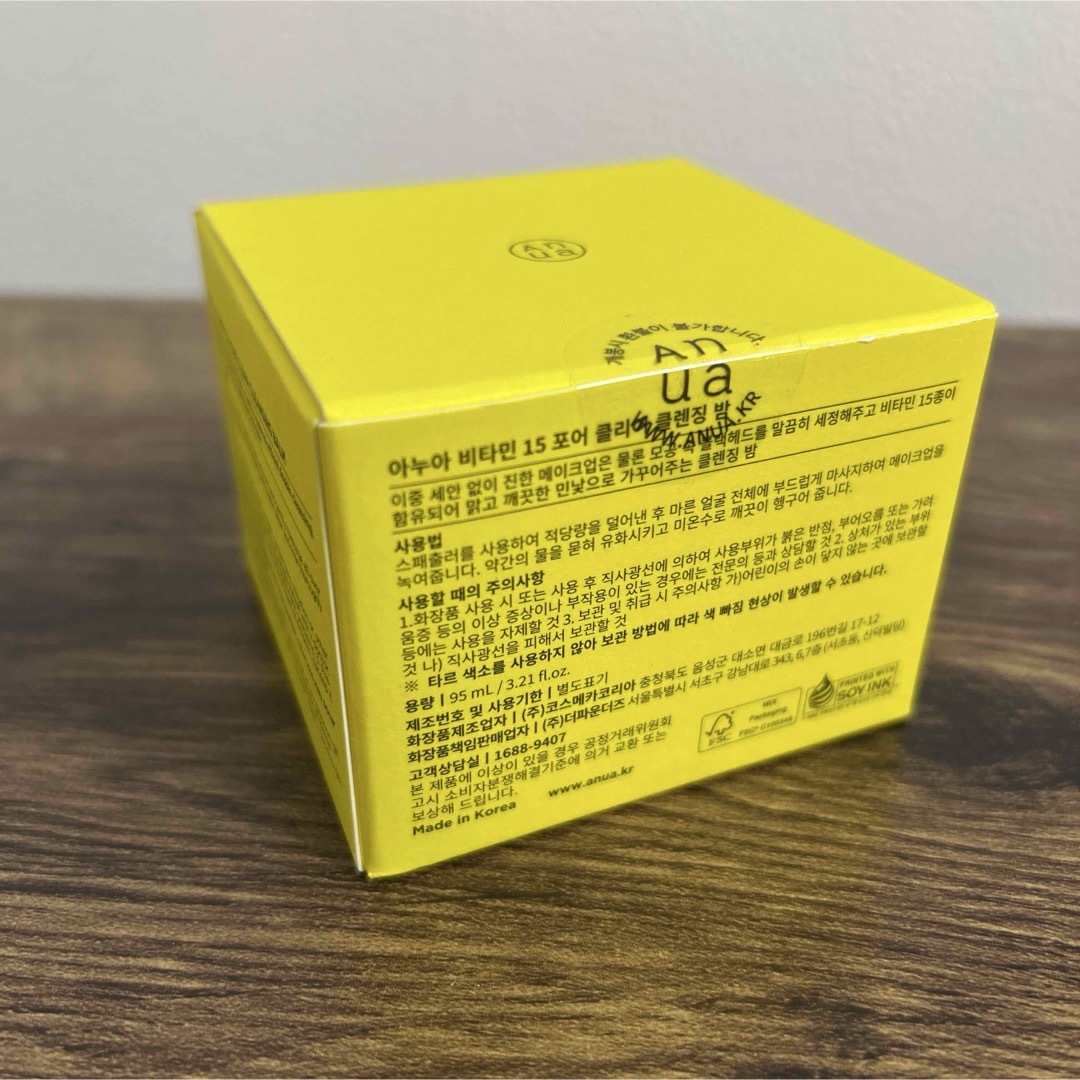 An
ua
개봉시 환불이 불가합니다.
An
ua
WWW.ANUA.KR
아누아 비타민 15 포어 클리어 클렌징 밤
이중 세안 없이 진한 메이크업은 물론 모공 속 블랙헤드를 말끔히 세정해주고 비타민 15종이
함유되어 맑고 깨끗한 민낯으로 가꾸어주는 클렌징 밤
사용법
스패출러를 사용하여 적당량을 덜어낸 후 마른 얼굴 전체에 부드럽게 마사지하여 메이크업을
녹여줍니다. 약간의 물을 묻혀 유화시키고 미온수로 깨끗이 헹구어 줍니다.
사용할 때의 주의사항
1.화장품 사용 시 또는 사용 후 직사광선에 의하여 사용부위가 붉은 반점, 부어오름 또는 가려
움증 등의 이상 증상이나 부작용이 있는 경우에는 전문의 등과 상담할 것 2. 상처가 있는 부위
등에는 사용을 자제할 것 3. 보관 및 취급 시 주의사항 가)어린이의 손이 닿지 않는 곳에 보관할
것 나) 직사광선을 피해서 보관할 것
※ 타르 색소를 사용하지 않아 보관 방법에 따라 색 빠짐 현상이 발생할 수 있습니다.
용량 | 95 mL / 3.21 fl.oz.
제조번호 및 사용기한 | 별도표기
화장품제조업자 | (주)코스메카코리아 충청북도 음성군 대소면 대금로 196번길 17-12
화장품책임판매업자 | (주)더파운더즈 서울특별시 서초구 강남대로 343, 6,7층 (서초동, 신덕빌딩)
고객상담실 | 1688-9407
본 제품에 이상이 있을 경우 공정거래위원회
고시 소비자분쟁해결기준에 의거 교환 또는
보상해 드립니다.
www.anua.kr
Made in Korea
FSC
MIX
Packaging
PRINTED WITH
SOY INK